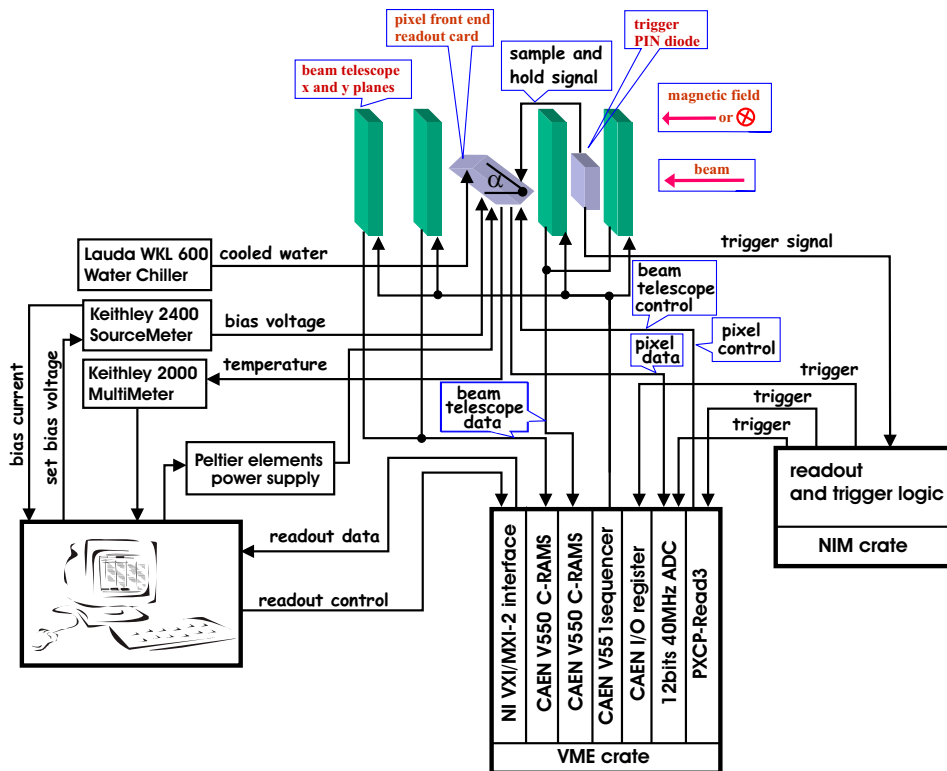 pixel front end
readout card
trigger
PIN diode
sample and
hold signal
beam telescope
x and y planes
magnetic field
or
beam
α
Lauda WKL 600
Water Chiller
cooled water
trigger signal
beam
telescope
control
Keithley 2400
SourceMeter
bias voltage
pixel
control
pixel
data
Keithley 2000
MultiMeter
temperature
trigger
trigger
trigger
beam
telescope
data
bias current
set bias voltage
Peltier elements
power supply
readout
and trigger logic
NIM crate
readout data
readout control
NI VXI/MXI-2 interface
CAEN V550 C-RAMS
CAEN V550 C-RAMS
CAEN V551sequencer
CAEN I/O register
12bits 40MHz ADC
PXCP-Read3
VME crate